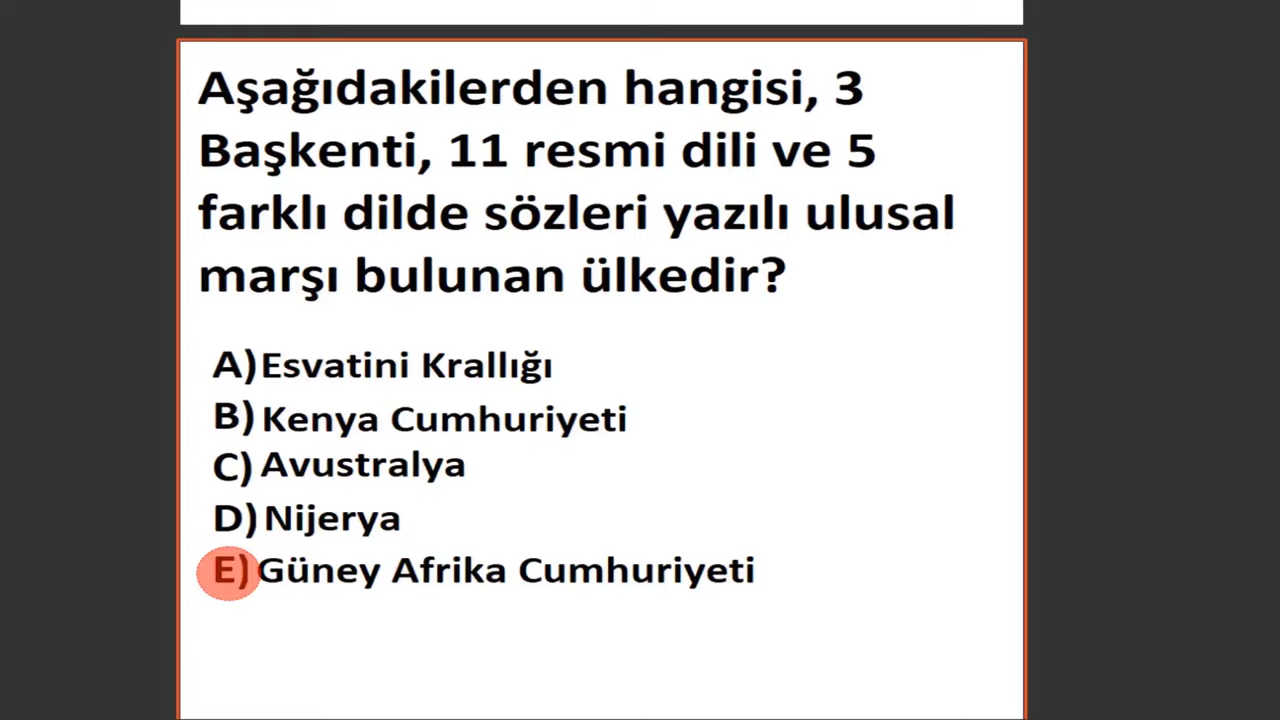 Aşağıdakilerden hangisi, 3
Başkenti, 11 resmi dili ve 5
farklı dilde sözleri yazılı ulusal
marşı bulunan ülkedir?
A) Esvatini Krallığı
B) Kenya Cumhuriyeti
C) Avustralya
D) Nijerya
E) Güney Afrika Cumhuriyeti